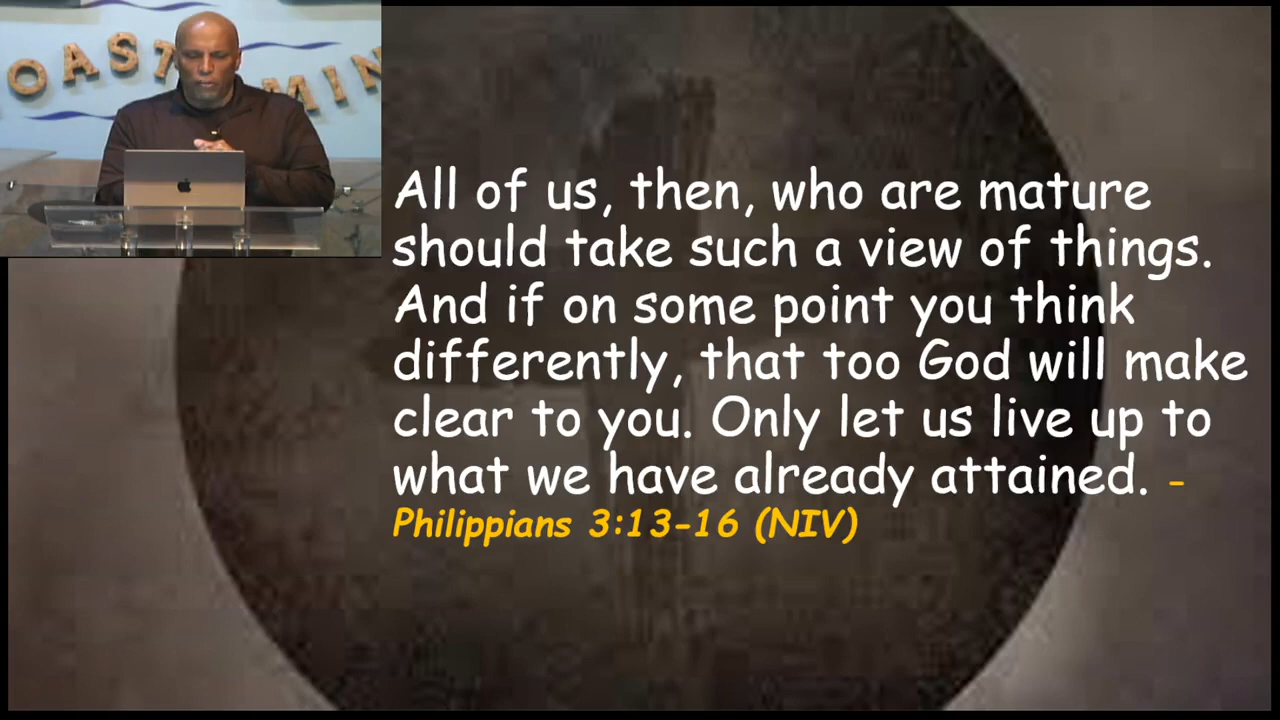 OAST MIN
All of us, then, who are mature
should take such a view of things.
And if on some point you think
differently, that too God will make
clear to you. Only let us live up to
what we have already attained. -
Philippians 3:13-16 (NIV)